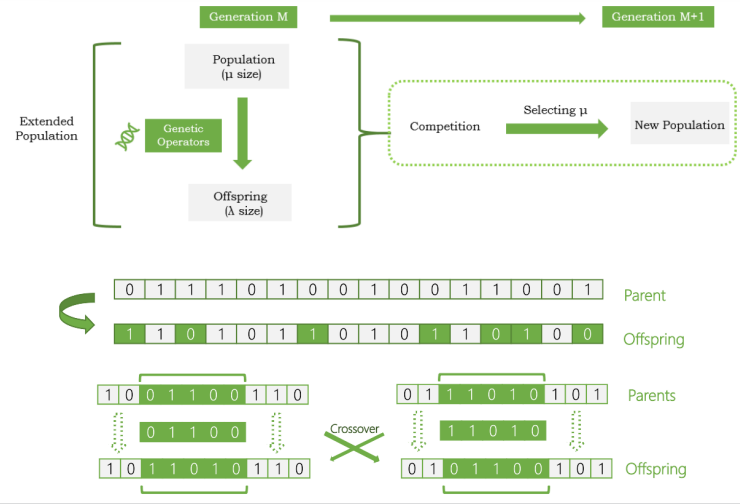 Generation M
Generation M+1
Population
(μ size)
Extended
Population
Genetic
Operators
Offspring
(λ size)
Competition
Selecting μ
New Population
0 1 1 1 0 1 0 0 1 0 0 1 1 0 0 1
Parent
1 1 0 1 0 1 1 0 1 0 1 1 0 1 0 0
Offspring
1 0 0 1 1 0 0 1 1 0
0 1 1 1 0 1 0 1 0 1
Parents
0 1 1 0 0
Crossover
1 1 0 1 0
1 0 1 1 0 1 0 1 1 0
0 1 0 1 1 0 0 1 0 1
Offspring